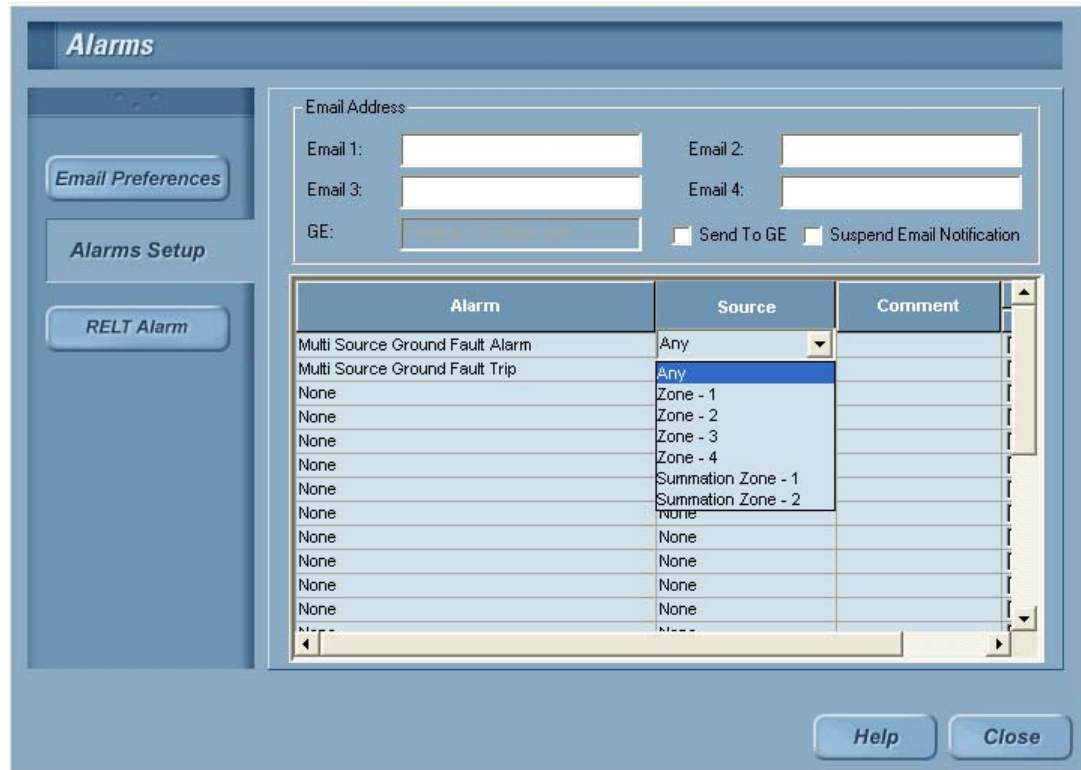 Alarms
Email Preferences
Alarms Setup
RELT Alarm
Email Address
Email 1:
Email 2:
Email 3:
Email 4:
GE:
Send To GE
Suspend Email Notification
Alarm Source Comment
Multi Source Ground Fault Alarm Any
Multi Source Ground Fault Trip
Any
Zone - 1
Zone - 2
Zone - 3
Zone - 4
Summation Zone - 1
Summation Zone - 2
None
None
None
None
None
None None
None None
None None
None None
None None
Help
Close